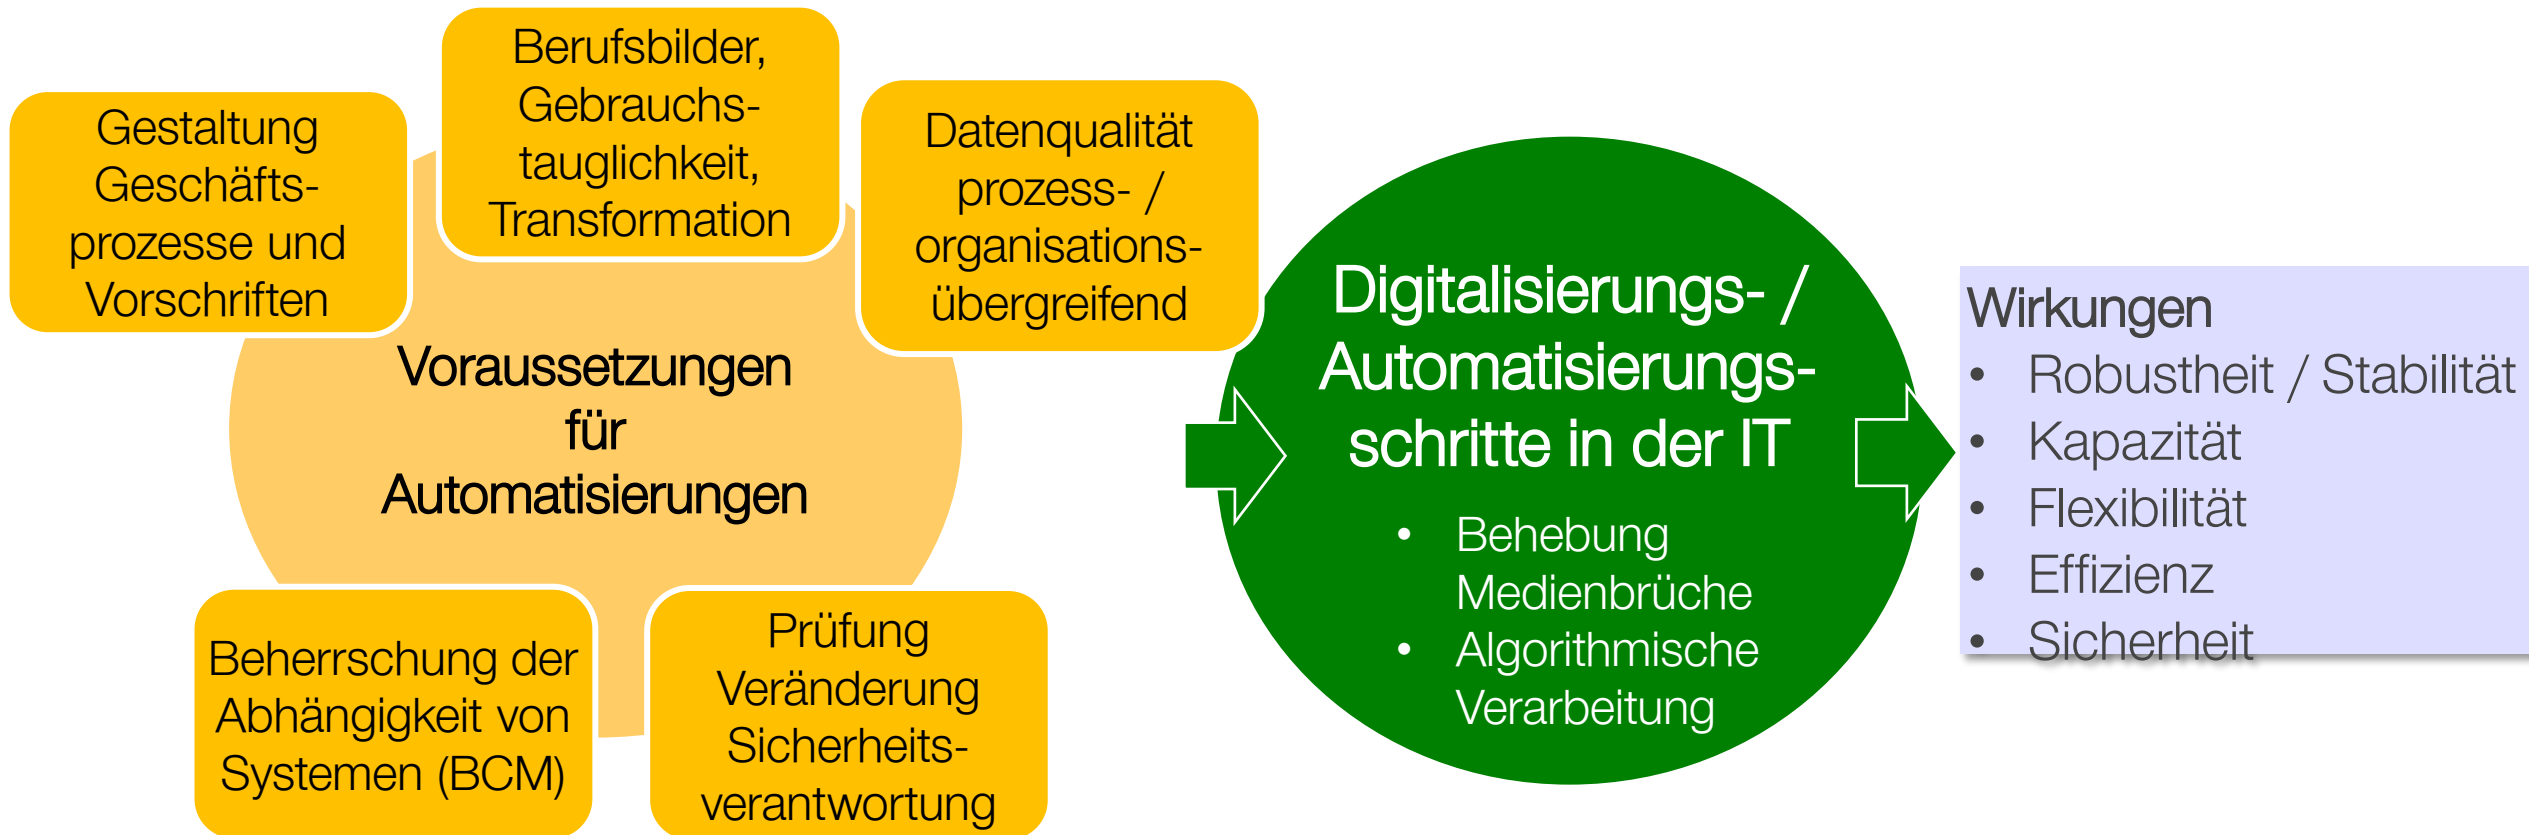 Gestaltung
Geschäfts-
prozesse und
Vorschriften
Berufsbilder,
Gebrauchs-
tauglichkeit,
Transformation
Datenqualität
prozess- /
organisations-
übergreifend
Voraussetzungen
für
Automatisierungen
Beherrschung der
Abhängigkeit von
Systemen (BCM)
Prüfung
Veränderung
Sicherheits-
verantwortung
Digitalisierungs- /
Automatisierungs-
schritte in der IT
• Behebung
Medienbrüche
• Algorithmische
Verarbeitung
Wirkungen
• Robustheit / Stabilität
• Kapazität
• Flexibilität
• Effizienz
• Sicherheit